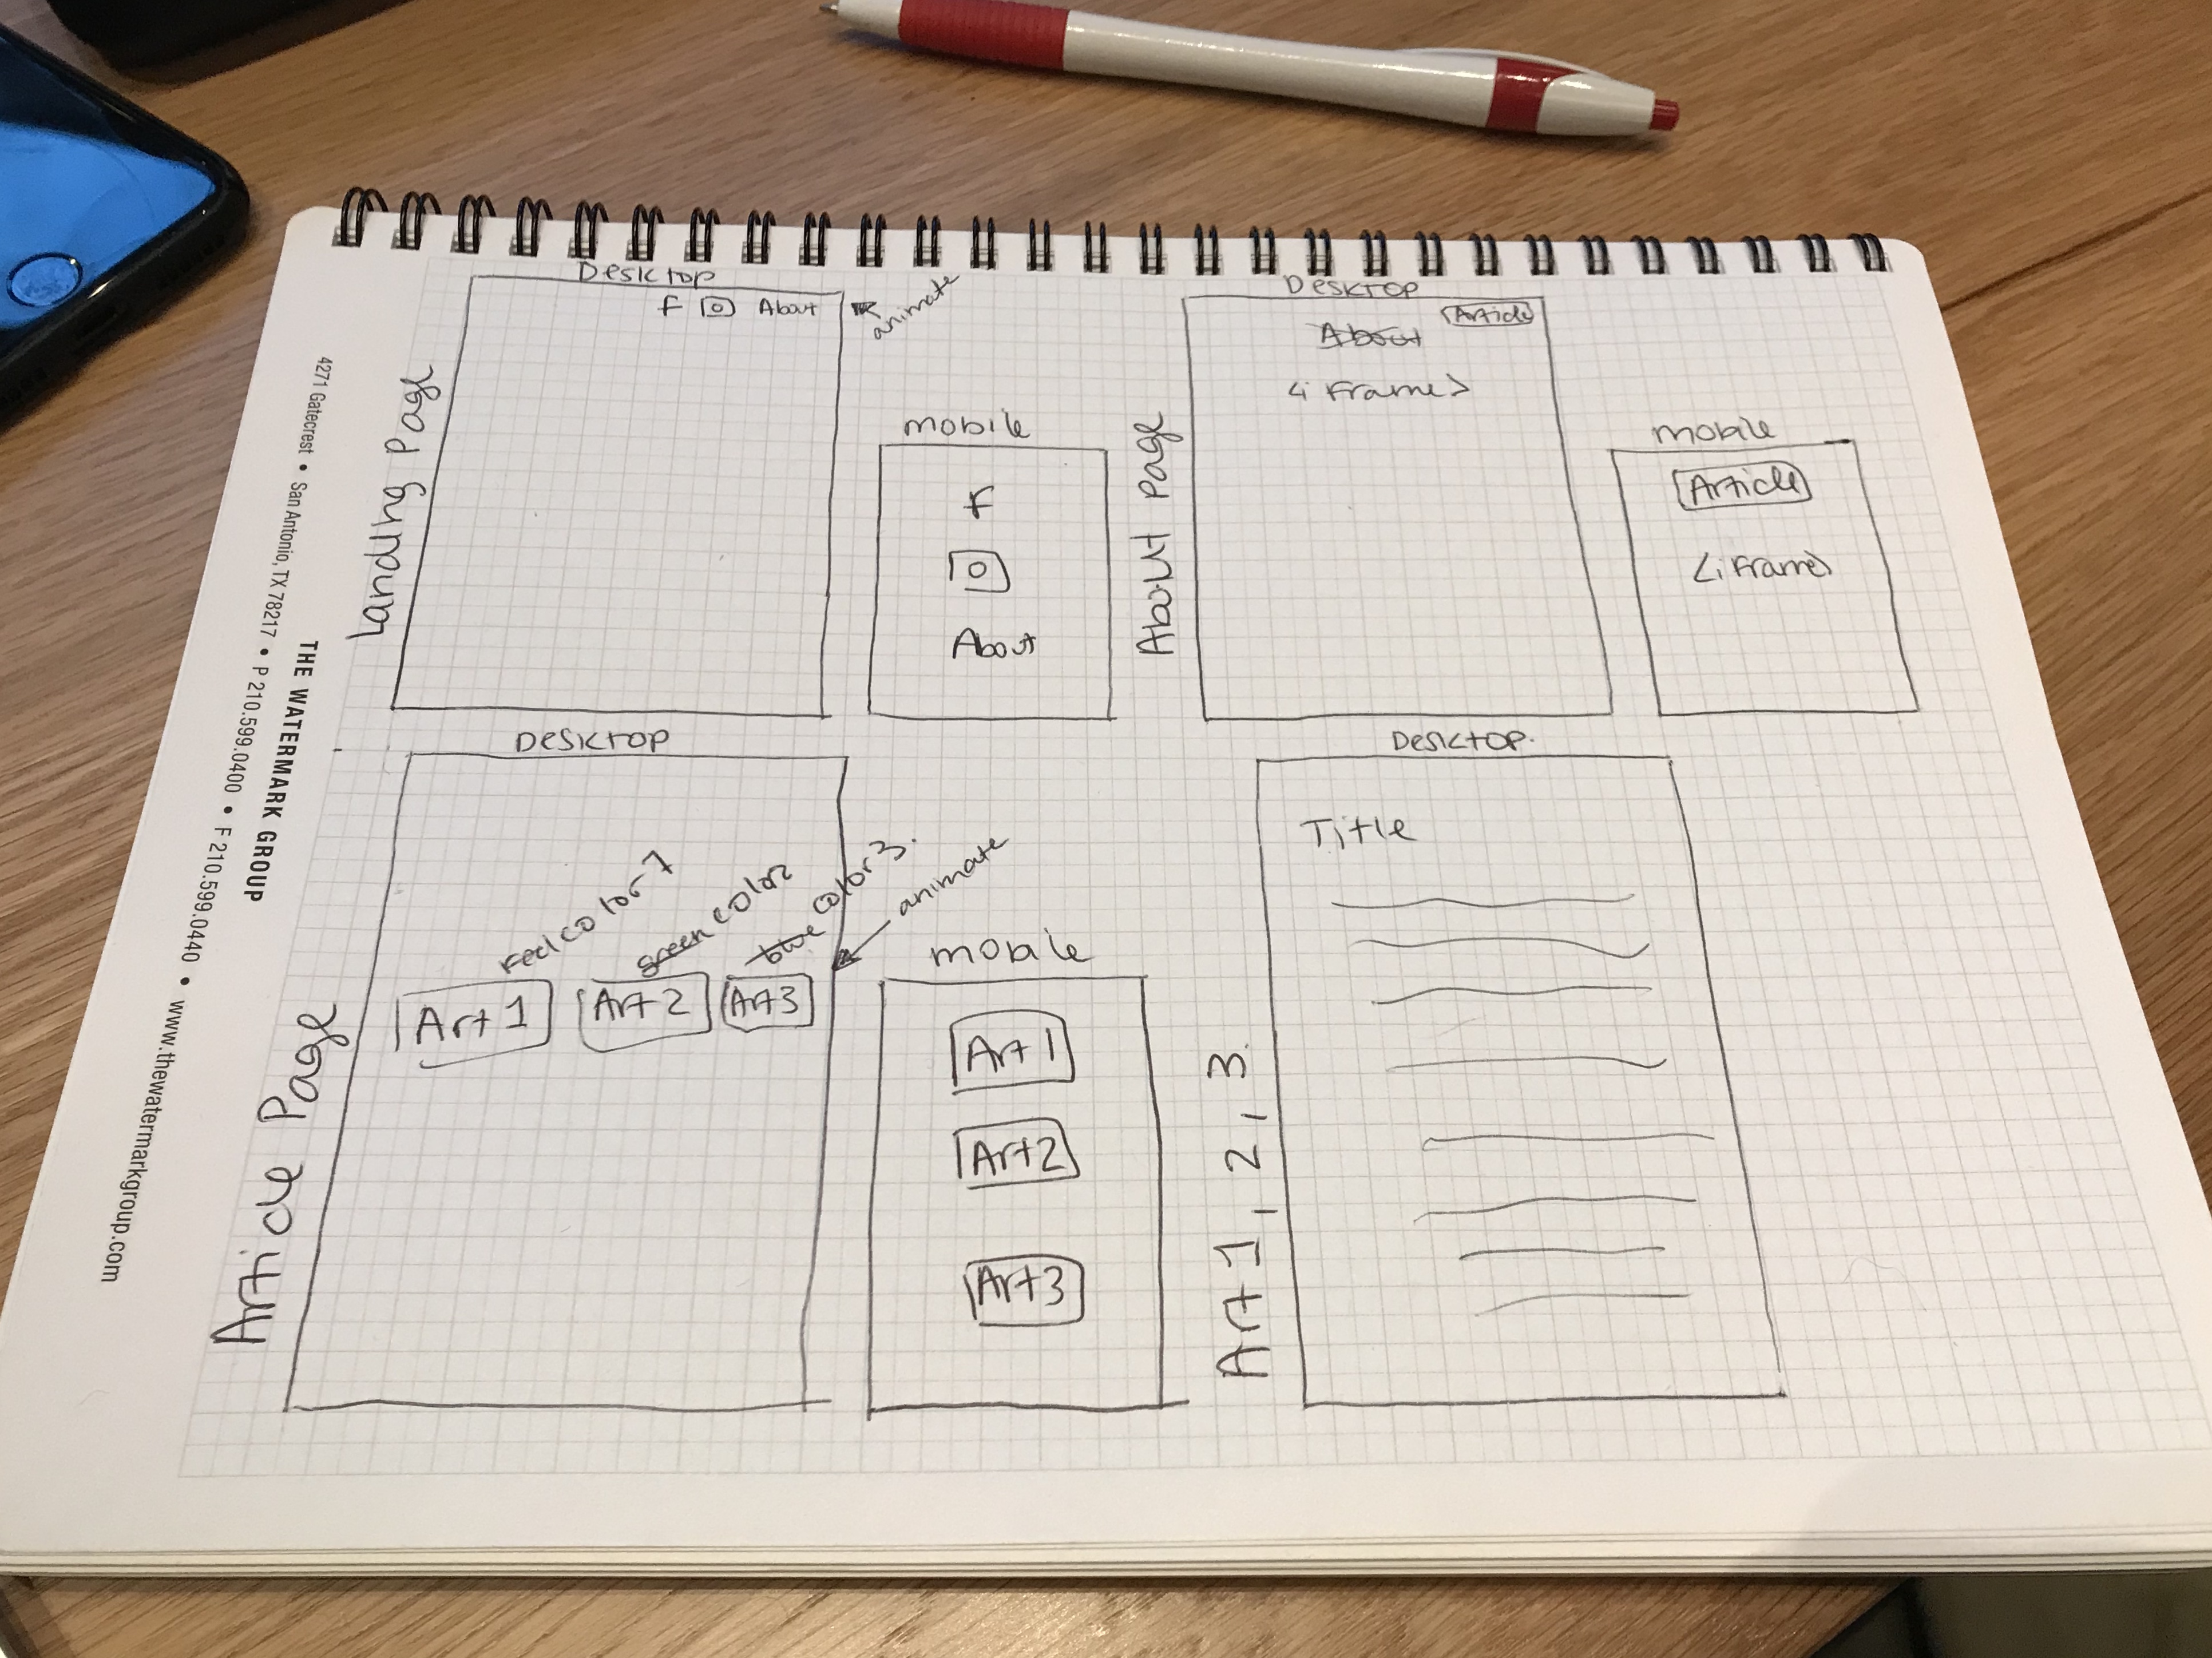 4271 Gatecrest • San Antonio, TX 78217 • P 210.599.0400 • F 210.599.0440 • www.thewatermarkgroup.com
THE WATERMARK GROUP
Landing Page
Desktop
f About
animate
mobile
f
About
About Page
Desktop
Article
About
<iframe>
mobile
Article
<iframe>
Article Page
Desktop
red color 1
green color 2
blue color 3.
animate
Art 1 Art 2 Art 3
mobile
Art 1
Art 2
Art 3
Art 1, 2, 3.
Desktop.
Title